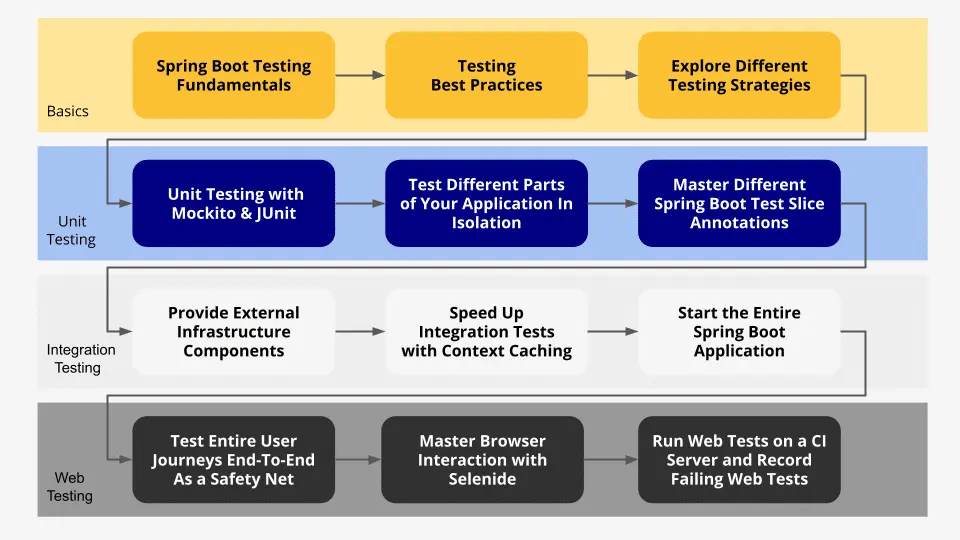 Spring Boot Testing
Fundamentals
Testing
Best Practices
Explore Different
Testing Strategies
Basics
Unit Testing with
Mockito & JUnit
Test Different Parts
of Your Application In
Isolation
Master Different
Spring Boot Test Slice
Annotations
Unit
Testing
Provide External
Infrastructure
Components
Speed Up
Integration Tests
with Context Caching
Start the Entire
Spring Boot
Application
Integration
Testing
Test Entire User
Journeys End-To-End
As a Safety Net
Master Browser
Interaction with
Selenide
Run Web Tests on a CI
Server and Record
Failing Web Tests
Web
Testing